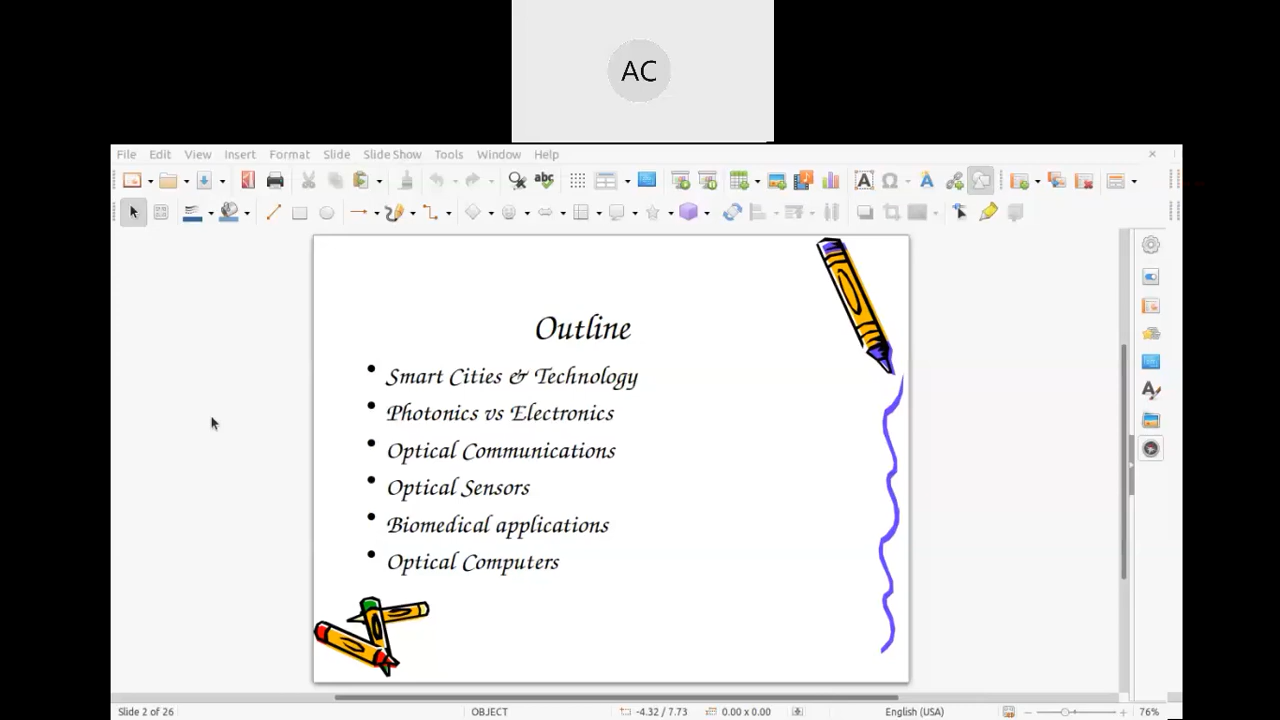 AC
File Edit View Insert Format Slide Slide Show Tools Window Help
abc
Outline
• Smart Cities & Technology
• Photonics vs Electronics
• Optical Communications
• Optical Sensors
• Biomedical applications
• Optical Computers
Slide 2 of 26 OBJECT -4.32 / 7.73 0.00 x 0.00 English (USA) 76%